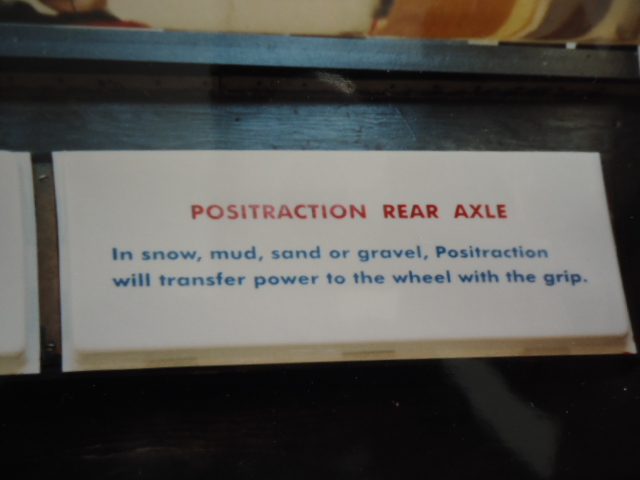 POSITRACTION REAR AXLE
In snow, mud, sand or gravel, Positraction
will transfer power to the wheel with the grip.